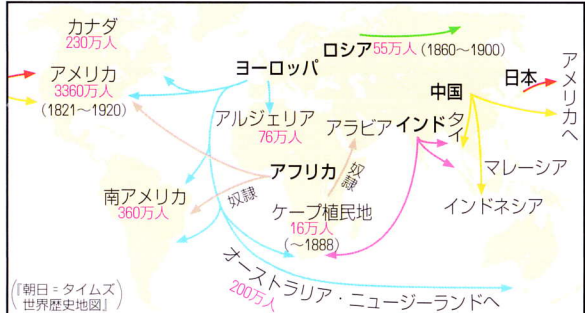 カナダ
230万人
アメリカ
3360万人
(1821〜1920)
ヨーロッパ
ロシア55万人 (1860〜1900)
中国
日本
アメリカへ
アルジェリア
76万人
アラビア
インド
タイ
アフリカ
マレーシア
インドネシア
南アメリカ
360万人
奴隷
奴隷
ケープ植民地
16万人
(〜1888)
オーストラリア・ニュージーランドへ
200万人
(『朝日=タイムズ
世界歴史地図』)